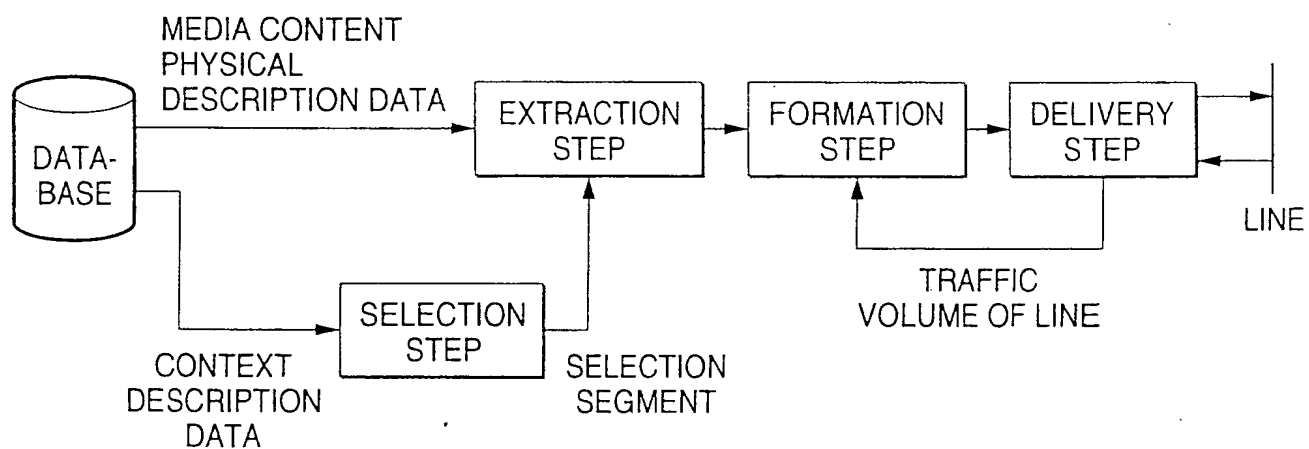 MEDIA CONTENT
PHYSICAL
DESCRIPTION DATA
DATA-
BASE
EXTRACTION
STEP
FORMATION
STEP
DELIVERY
STEP
LINE
TRAFFIC
VOLUME OF LINE
SELECTION
STEP
CONTEXT
DESCRIPTION
DATA
SELECTION
SEGMENT